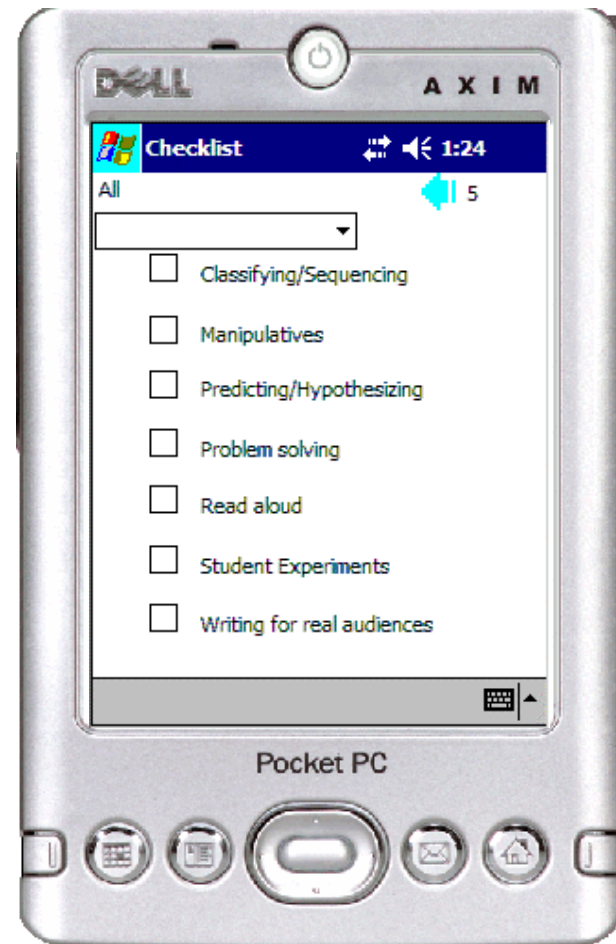 DELL
AXIM
Checklist 1:24
All 5
Classifying/Sequencing
Manipulatives
Predicting/Hypothesizing
Problem solving
Read aloud
Student Experiments
Writing for real audiences
Pocket PC